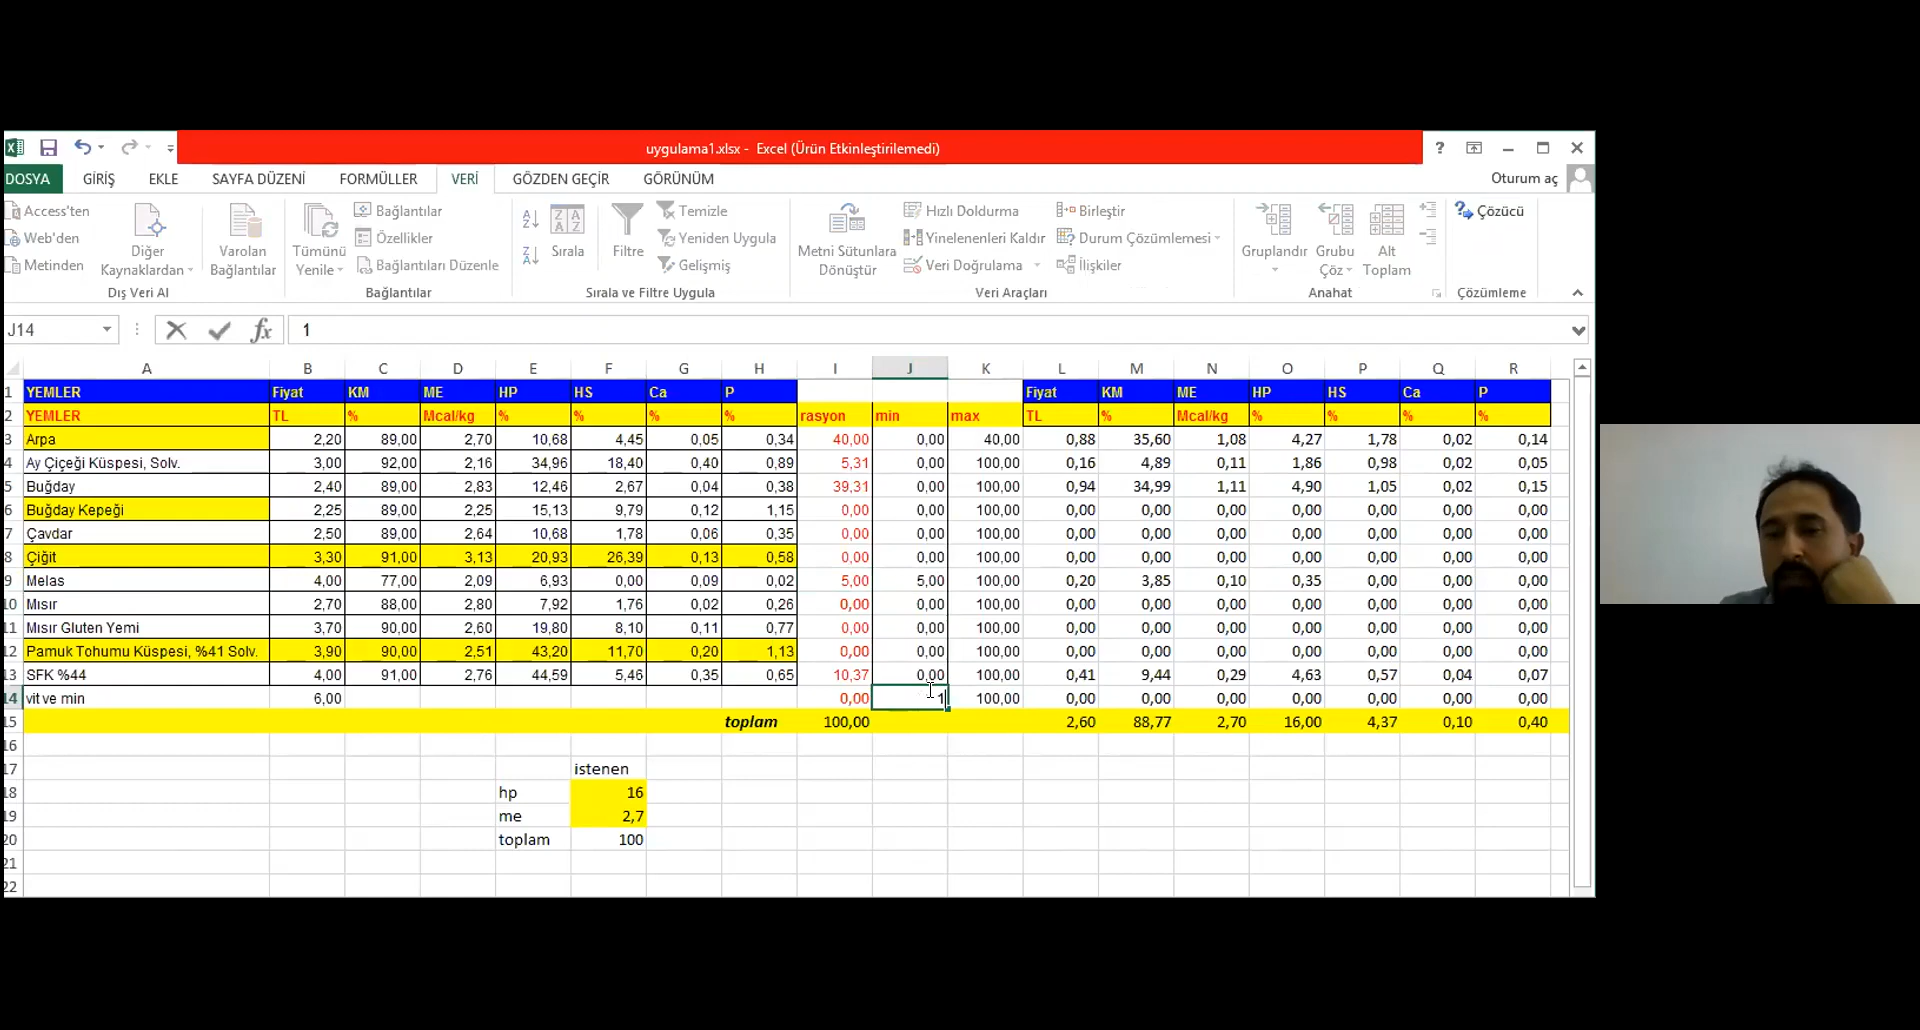 uygulama1.xlsx - Excel (Ürün Etkinleştirilemedi)
DOSYA GİRİŞ EKLE SAYFA DÜZENİ FORMÜLLER VERİ GÖZDEN GEÇİR GÖRÜNÜM Oturum aç
Access'ten
Web'den
Metinden
Diğer Kaynaklardan
Varolan Bağlantılar
Dış Veri Al
Tümünü Yenile
Bağlantılar
Özellikler
Bağlantıları Düzenle
Bağlantılar
Sırala
Filtre
Temizle
Yeniden Uygula
Gelişmiş
Sırala ve Filtre Uygula
Metni Sütunlara Dönüştür
Hızlı Doldurma
Yinelenenleri Kaldır
Veri Doğrulama
Birleştir
Durum Çözümlemesi
İlişkiler
Veri Araçları
Gruplandır
Grubu Çöz
Alt Toplam
Anahat
Çözücü
Çözümleme
J14 fx 1
A B C D E F G H I J K L M N O P Q R
1 YEMLER Fiyat KM ME HP HS Ca P Fiyat KM ME HP HS Ca P
2 YEMLER TL % Mcal/kg % % % % rasyon min max TL % Mcal/kg % % % %
3 Arpa 2,20 89,00 2,70 10,68 4,45 0,05 0,34 40,00 0,00 40,00 0,88 35,60 1,08 4,27 1,78 0,02 0,14
4 Ay Çiçeği Küspesi, Solv. 3,00 92,00 2,16 34,96 18,40 0,40 0,89 5,31 0,00 100,00 0,16 4,89 0,11 1,86 0,98 0,02 0,05
5 Buğday 2,40 89,00 2,83 12,46 2,67 0,04 0,38 39,31 0,00 100,00 0,94 34,99 1,11 4,90 1,05 0,02 0,15
6 Buğday Kepeği 2,25 89,00 2,25 15,13 9,79 0,12 1,15 0,00 0,00 100,00 0,00 0,00 0,00 0,00 0,00 0,00 0,00
7 Çavdar 2,50 89,00 2,64 10,68 1,78 0,06 0,35 0,00 0,00 100,00 0,00 0,00 0,00 0,00 0,00 0,00 0,00
8 Çiğit 3,30 91,00 3,13 20,93 26,39 0,13 0,58 0,00 0,00 100,00 0,00 0,00 0,00 0,00 0,00 0,00 0,00
9 Melas 4,00 77,00 2,09 6,93 0,00 0,09 0,02 5,00 5,00 100,00 0,20 3,85 0,10 0,35 0,00 0,00 0,00
10 Mısır 2,70 88,00 2,80 7,92 1,76 0,02 0,26 0,00 0,00 100,00 0,00 0,00 0,00 0,00 0,00 0,00 0,00
11 Mısır Gluten Yemi 3,70 90,00 2,60 19,80 8,10 0,11 0,77 0,00 0,00 100,00 0,00 0,00 0,00 0,00 0,00 0,00 0,00
12 Pamuk Tohumu Küspesi, %41 Solv. 3,90 90,00 2,51 43,20 11,70 0,20 1,13 0,00 0,00 100,00 0,00 0,00 0,00 0,00 0,00 0,00 0,00
13 SFK %44 4,00 91,00 2,76 44,59 5,46 0,35 0,65 10,37 0,00 100,00 0,41 9,44 0,29 4,63 0,57 0,04 0,07
14 vit ve min 6,00 0,00 1 100,00 0,00 0,00 0,00 0,00 0,00 0,00 0,00
15 toplam 100,00 2,60 88,77 2,70 16,00 4,37 0,10 0,40
16
17 istenen
18 hp 16
19 me 2,7
20 toplam 100
21
22